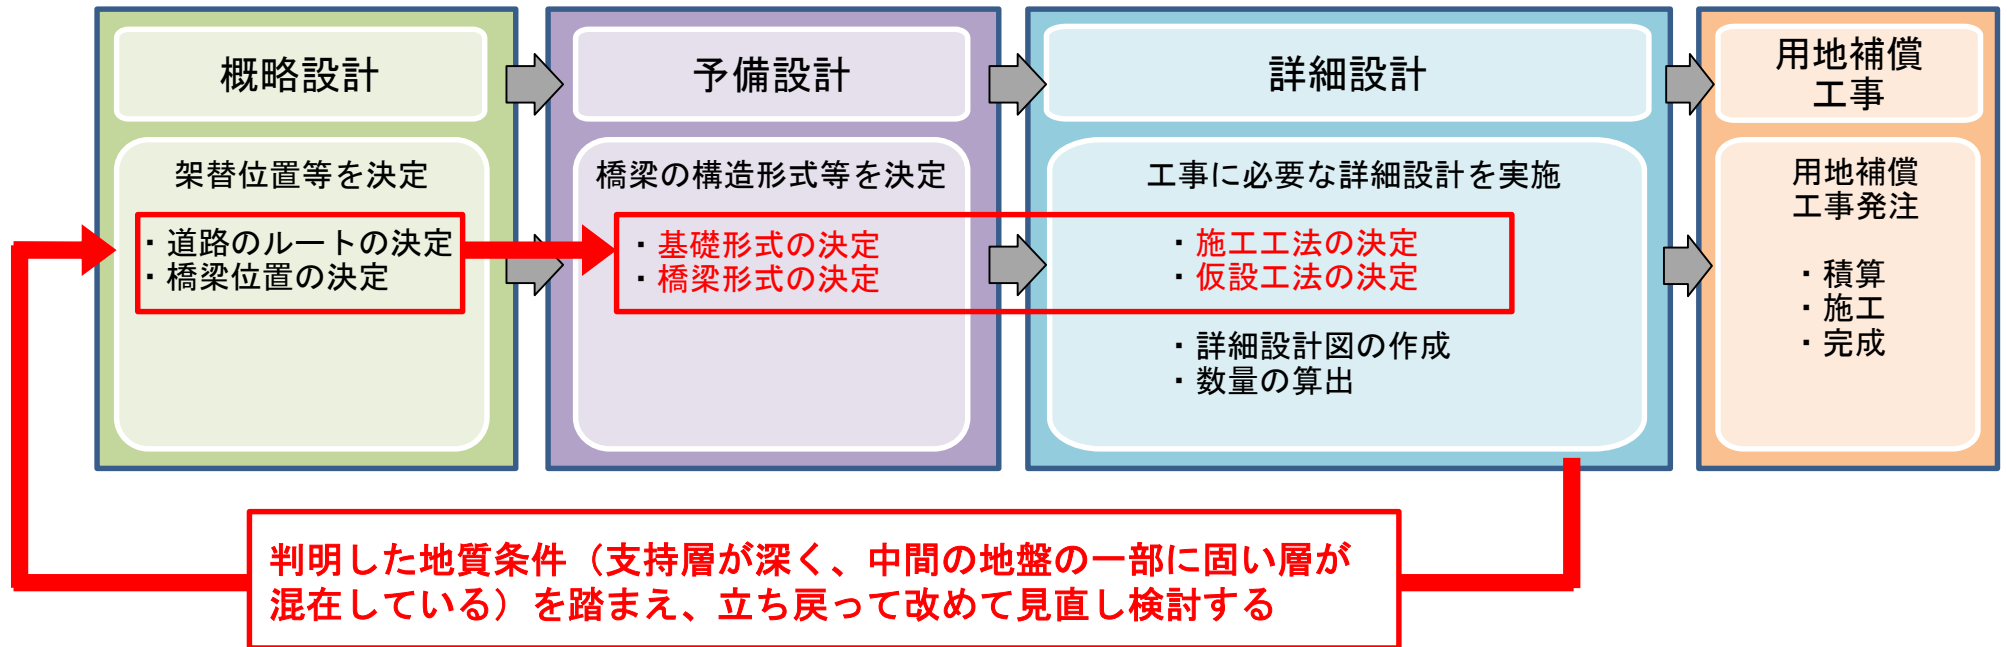 概略設計
架替位置等を決定
・道路のルートの決定
・橋梁位置の決定
予備設計
橋梁の構造形式等を決定
・基礎形式の決定
・橋梁形式の決定
詳細設計
工事に必要な詳細設計を実施
・施工工法の決定
・仮設工法の決定
・詳細設計図の作成
・数量の算出
用地補償
工事
用地補償
工事発注
・積算
・施工
・完成
判明した地質条件（支持層が深く、中間の地盤の一部に固い層が
混在している）を踏まえ、立ち戻って改めて見直し検討する